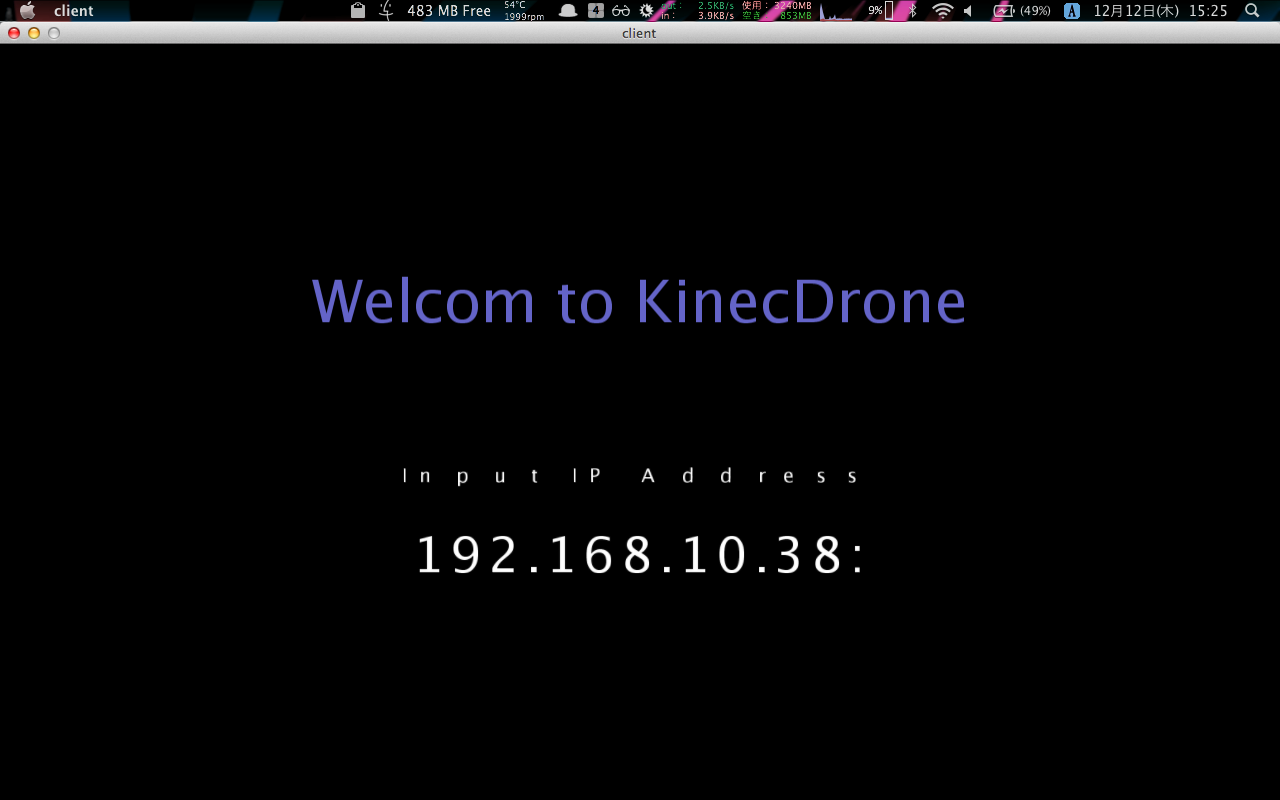 client
483 MB Free
54°C
1999rpm
4
out : 2.5KB/s
in : 3.9KB/s
使用 : 3240MB
空き : 853MB
9%
(49%)
A
12月12日(木) 15:25
client
Welcom to KinecDrone
Input IP Address
192.168.10.38: